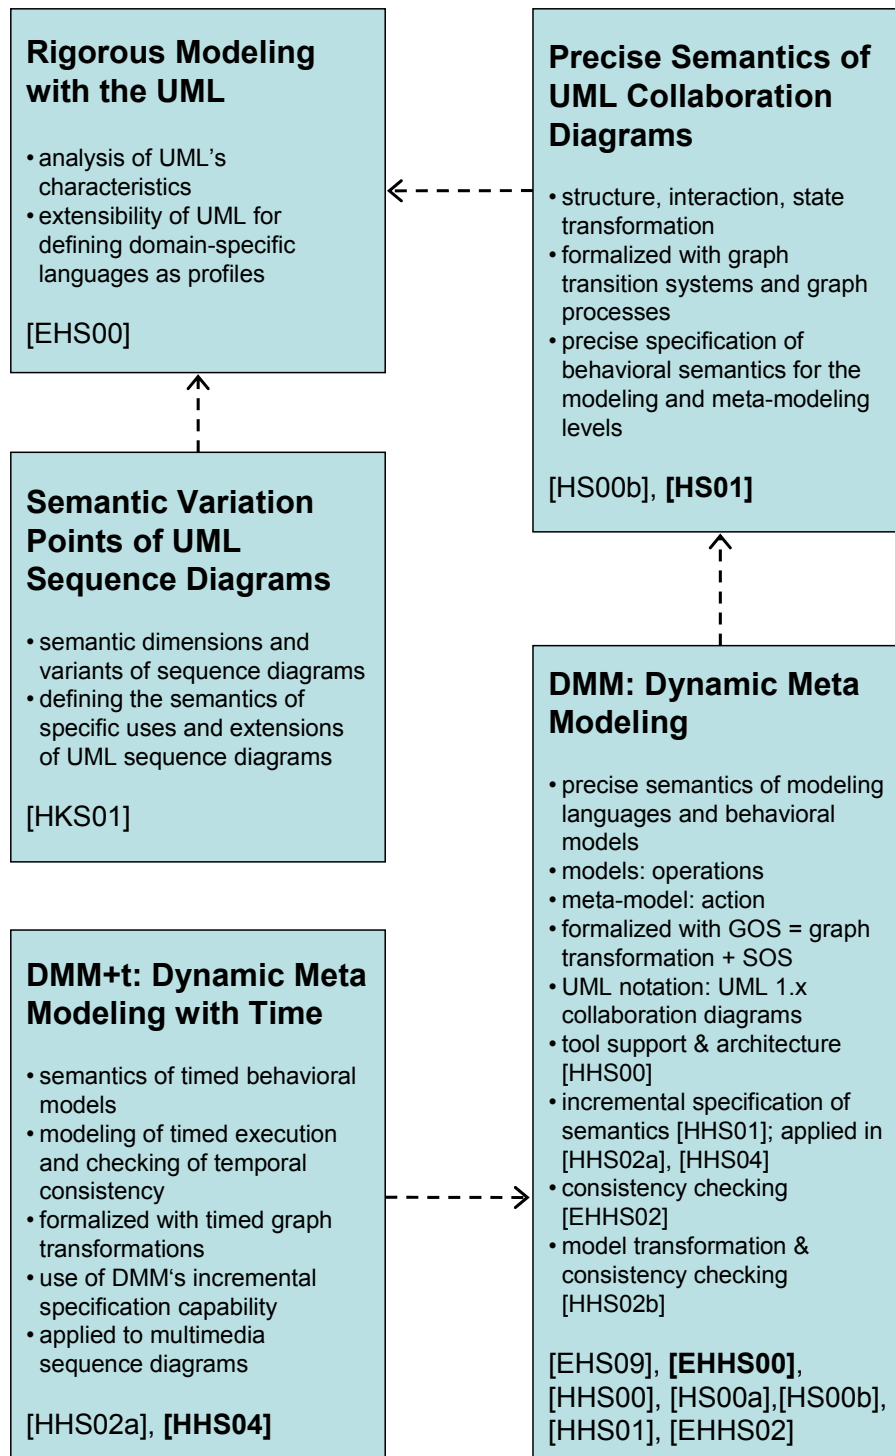 Rigorous Modeling
with the UML
• analysis of UML's
characteristics
• extensibility of UML for
defining domain-specific
languages as profiles
[EHS00]
Precise Semantics of
UML Collaboration
Diagrams
• structure, interaction, state
transformation
• formalized with graph
transition systems and graph
processes
• precise specification of
behavioral semantics for the
modeling and meta-modeling
levels
[HS00b], [HS01]
Semantic Variation
Points of UML
Sequence Diagrams
• semantic dimensions and
variants of sequence diagrams
• defining the semantics of
specific uses and extensions
of UML sequence diagrams
[HKS01]
DMM: Dynamic Meta
Modeling
• precise semantics of modeling
languages and behavioral
models
• models: operations
• meta-model: action
• formalized with GOS = graph
transformation + SOS
• UML notation: UML 1.x
collaboration diagrams
• tool support & architecture
[HHS00]
• incremental specification of
semantics [HHS01]; applied in
[HHS02a], [HHS04]
• consistency checking
[EHHS02]
• model transformation &
consistency checking
[HHS02b]
[EHS09], [EHHS00],
[HHS00], [HS00a],[HS00b],
[HHS01], [EHHS02]
DMM+t: Dynamic Meta
Modeling with Time
• semantics of timed behavioral
models
• modeling of timed execution
and checking of temporal
consistency
• formalized with timed graph
transformations
• use of DMM‘s incremental
specification capability
• applied to multimedia
sequence diagrams
[HHS02a], [HHS04]